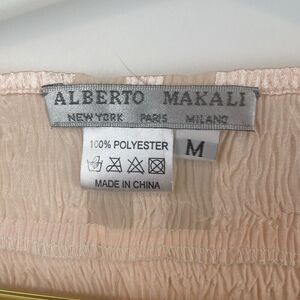 ALBERTO MAKALI
NEW YORK PARIS MILANO
100% POLYESTER
M
MADE IN CHINA